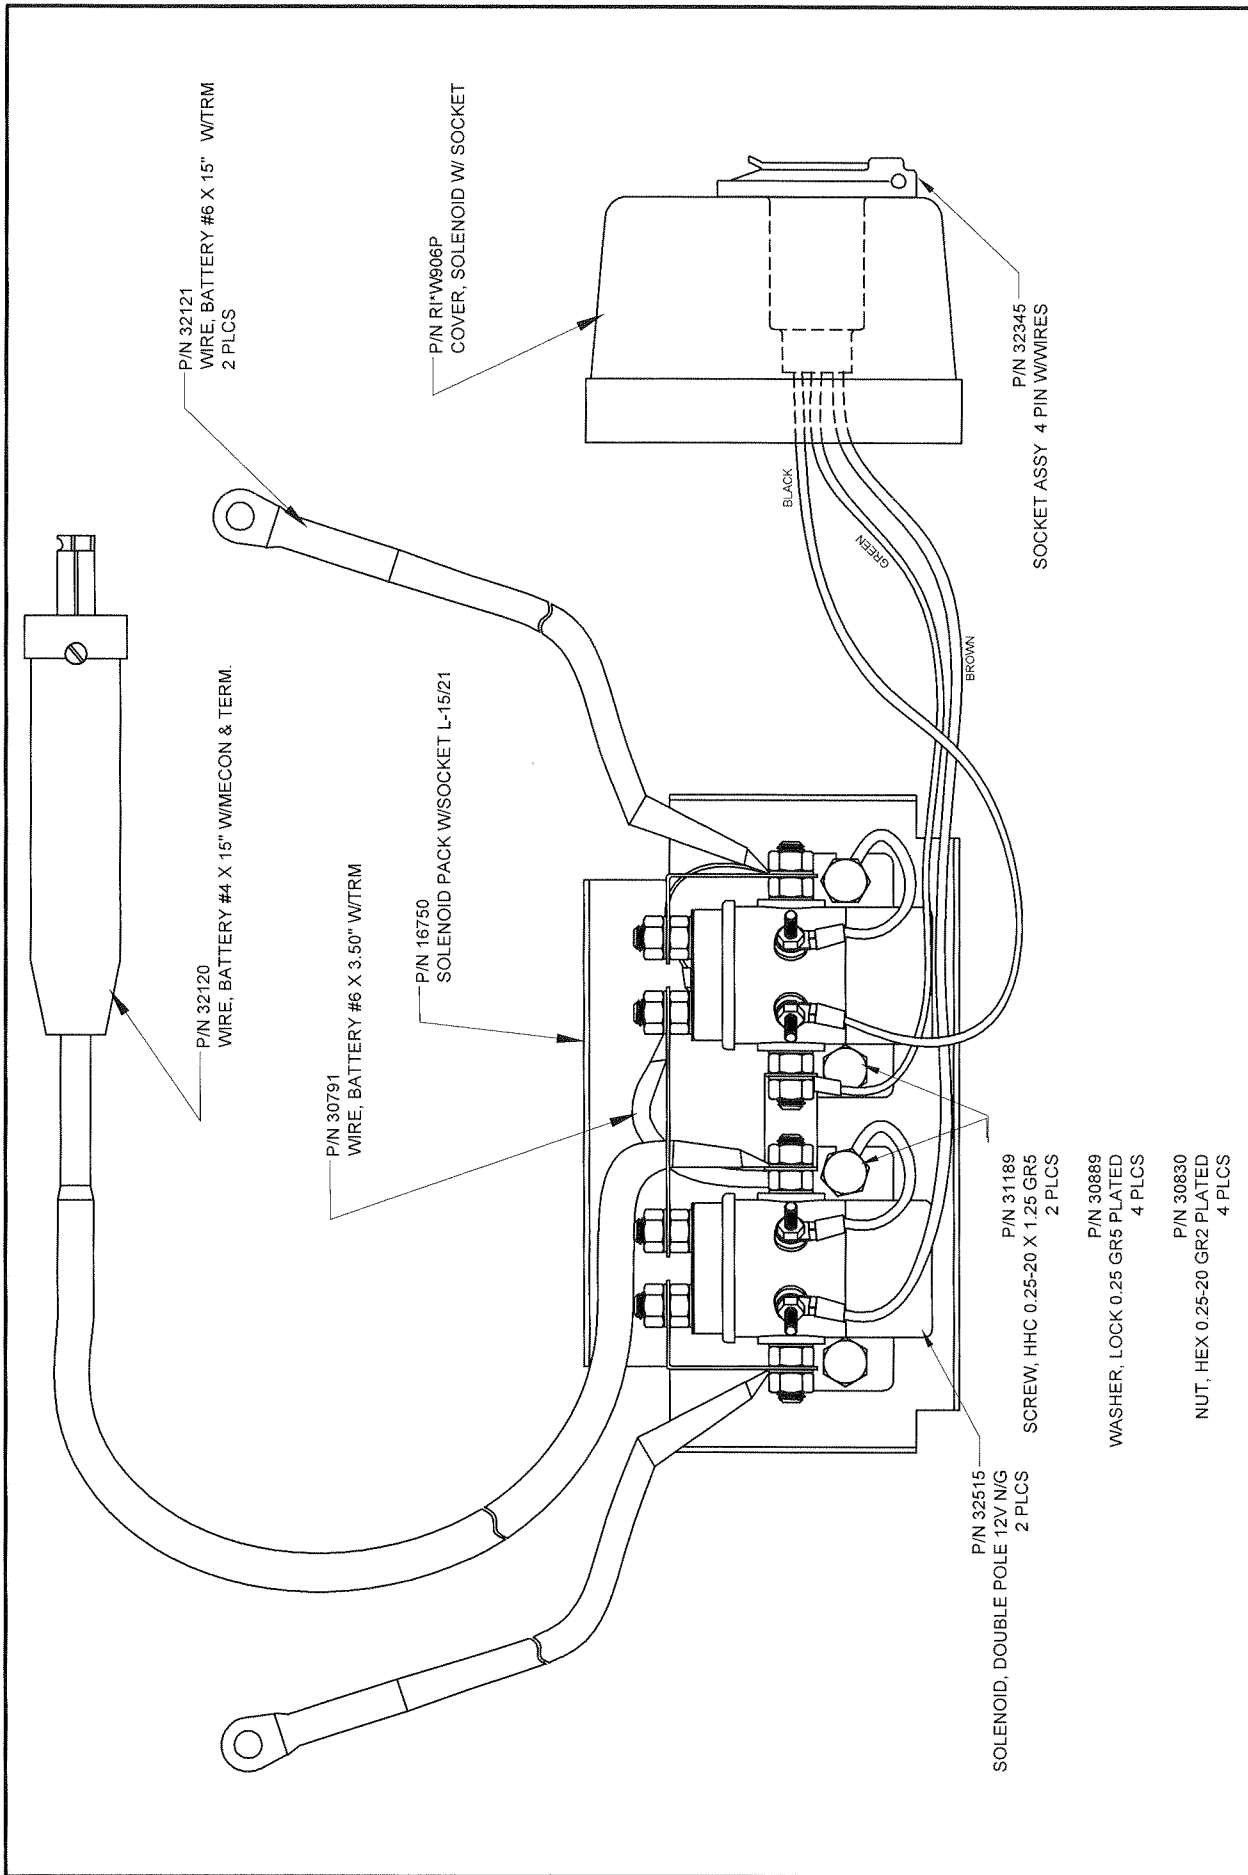 P/N 32121
WIRE, BATTERY #6 X 15" W/TRM
2 PLCS
P/N RI*W906P
COVER, SOLENOID W/ SOCKET
P/N 32120
WIRE, BATTERY #4 X 15" W/MECON & TERM.
P/N 30791
WIRE, BATTERY #6 X 3.50" W/TRM
P/N 16750
SOLENOID PACK W/SOCKET L-15/21
BLACK
GREEN
BROWN
P/N 32345
SOCKET ASSY 4 PIN W/WIRES
P/N 32515
SOLENOID, DOUBLE POLE 12V N/G
2 PLCS
P/N 31189
SCREW, HHC 0.25-20 X 1.25 GR5
2 PLCS
P/N 30889
WASHER, LOCK 0.25 GR5 PLATED
4 PLCS
P/N 30830
NUT, HEX 0.25-20 GR2 PLATED
4 PLCS